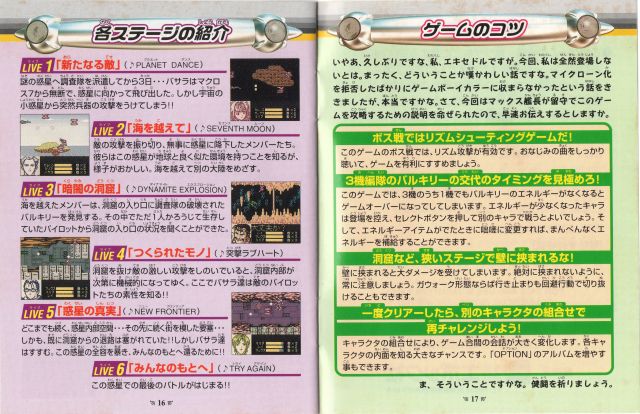 各ステージの紹介
LIVE 1「新たなる敵」(♪PLANET DANCE)
謎の惑星へ調査隊を派遣してから3日・・・バサラはマクロ
ス7から無断で、惑星に向かって飛び出した。しかし宇宙の
小惑星から突然兵器の攻撃をうけてしまう!!
LIVE 2「海を越えて」(♪SEVENTH MOON)
敵の攻撃を振り切り、無事に惑星に降下したメンバーたち。
彼らはこの惑星が地球と良く似た環境を持つことを知るが、
様子がおかしい。海を越えて別の大陸をめざす。
LIVE 3「暗闇の洞窟」(♪DYNAMITE EXPLOSION)
海を越えたメンバーは、洞窟の入り口に調査隊の破壊された
バルキリーを発見する。その中でただ1人かろうじて生存し
ていたパイロットから洞窟の入り口の状況を聞くことができた。
LIVE 4「つくられたモノ」(♪突撃ラブハート)
洞窟を抜け敵の激しい攻撃をしのいでいると、洞窟内部が
次第に機械的になってゆく。ここでバサラ達は敵のパイロッ
トたちの素性を知る!!
LIVE 5「惑星の真実」(♪NEW FRONTIER)
どこまでも続く、惑星内部空間・・・その先に続く街を模した要塞・・・
しかも、既に洞窟からの退路は塞がれていた!!しかしバサラ達
はすすむ。この惑星の全容を暴き、みんなのもとへ還るために!!
LIVE 6「みんなのもとへ」(♪TRY AGAIN)
この惑星での最後のバトルがはじまる!!
16
ゲームのコツ
いやあ、久しぶりですな、私、エキセドルですが。今回、私は全然登場しな
いとは。まったく、どういうことか嘆かわしい話ですな。マイクローン化
を拒否したばかりにゲームボーイカラーに収まらなかったという話をき
きましたが、本当ですかな。さて、今回はマックス艦長が留守でこのゲー
ムを攻略するための説明を命ぜられたので、早速お伝えするとしますか。
ボス戦ではリズムシューティングゲームだ!
このゲームのボス戦では、リズム攻撃が有効です。おなじみの曲をしっかり
聴いて、ゲームを有利にすすめましょう。
3機編隊のバルキリーの交代のタイミングを見極めろ!
このゲームでは、3機のうち1機でもバルキリーのエネルギーがなくなると
ゲームオーバーになってしてしまいます。エネルギーが少なくなったキャラ
は登場を控え、セレクトボタンを押して別のキャラで戦うとよいでしょう。そ
して、エネルギーアイテムがでたときに咄嗟に変更すれば、まんべんなくエ
ネルギーを補給することができます。
洞窟など、狭いステージで壁に挟まれるな!
壁に挟まれると大ダメージを受けてしまいます。絶対に挟まれないように、
常に注意しましょう。ガウォーク形態ならば行き止まりも回避行動で切り抜
けることもできます。
一度クリアーしたら、別のキャラクタの組合せで
再チャレンジしよう!
キャラクタの組合せにより、ゲーム合間の会話が大きく変化します。各キャ
ラクタの内面を知る大きなチャンスです。「OPTION」のアルバムを増やす
事もできます。
ま、そういうことですかな。健闘を祈りましょう。
17